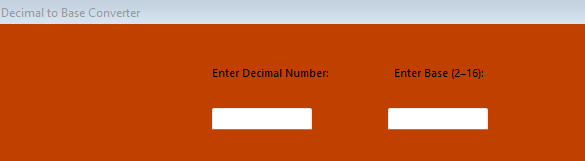 Decimal to Base Converter
Enter Decimal Number:
Enter Base (2–16):